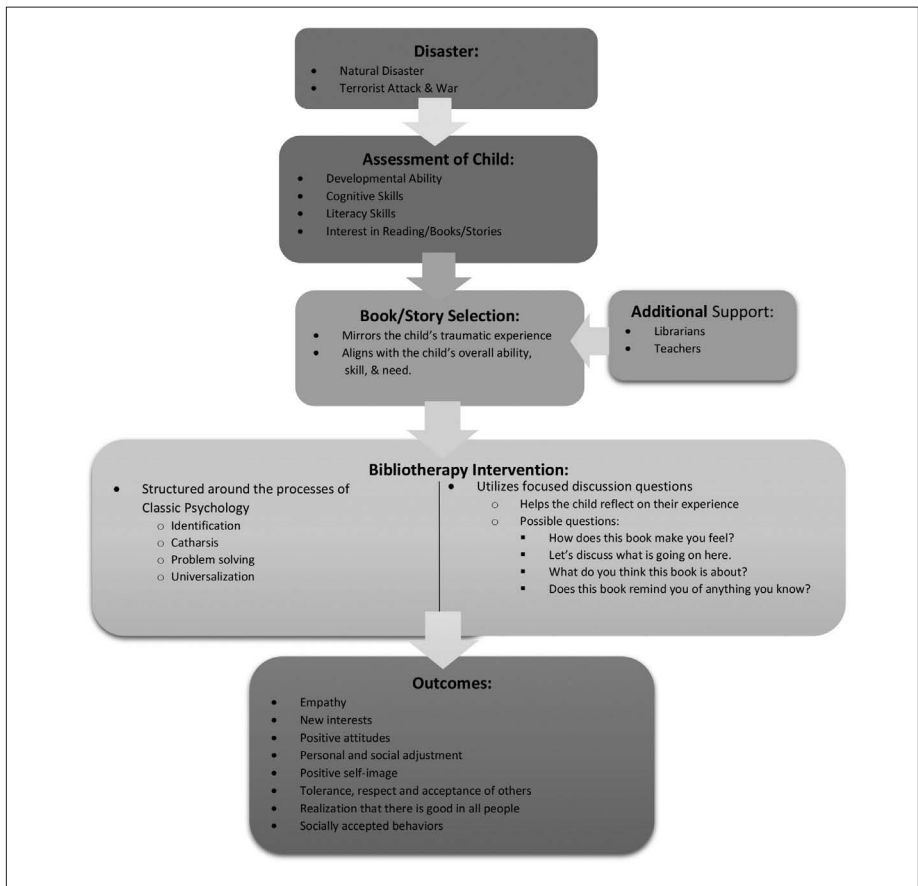 Disaster:
• Natural Disaster
• Terrorist Attack & War
Assessment of Child:
• Developmental Ability
• Cognitive Skills
• Literacy Skills
• Interest in Reading/Books/Stories
Book/Story Selection:
• Mirrors the child's traumatic experience
• Aligns with the child's overall ability,
skill, & need.
Additional Support:
• Librarians
• Teachers
Bibliotherapy Intervention:
• Structured around the processes of
Classic Psychology
○ Identification
○ Catharsis
○ Problem solving
○ Universalization
• Utilizes focused discussion questions
○ Helps the child reflect on their experience
○ Possible questions:
▪ How does this book make you feel?
▪ Let's discuss what is going on here.
▪ What do you think this book is about?
▪ Does this book remind you of anything you know?
Outcomes:
• Empathy
• New interests
• Positive attitudes
• Personal and social adjustment
• Positive self-image
• Tolerance, respect and acceptance of others
• Realization that there is good in all people
• Socially accepted behaviors